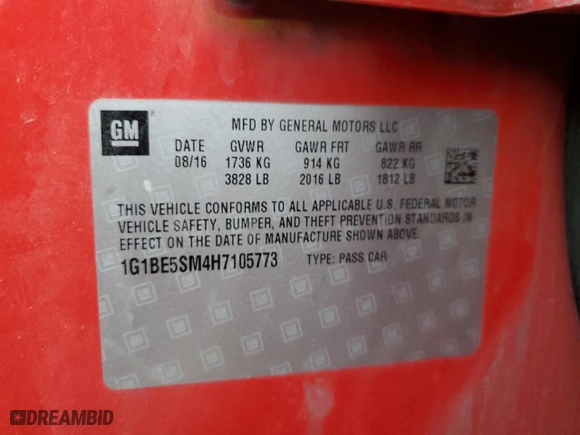 GM
MFD BY GENERAL MOTORS LLC
DATE GVWR GAWR FRT GAWR RR
08/16 1736 KG 914 KG 822 KG
3828 LB 2016 LB 1812 LB
THIS VEHICLE CONFORMS TO ALL APPLICABLE U.S. FEDERAL MOTOR
VEHICLE SAFETY, BUMPER, AND THEFT PREVENTION STANDARDS IN
EFFECT ON THE DATE OF MANUFACTURE SHOWN ABOVE.
1G1BE5SM4H7105773 TYPE: PASS CAR
DREAMBID